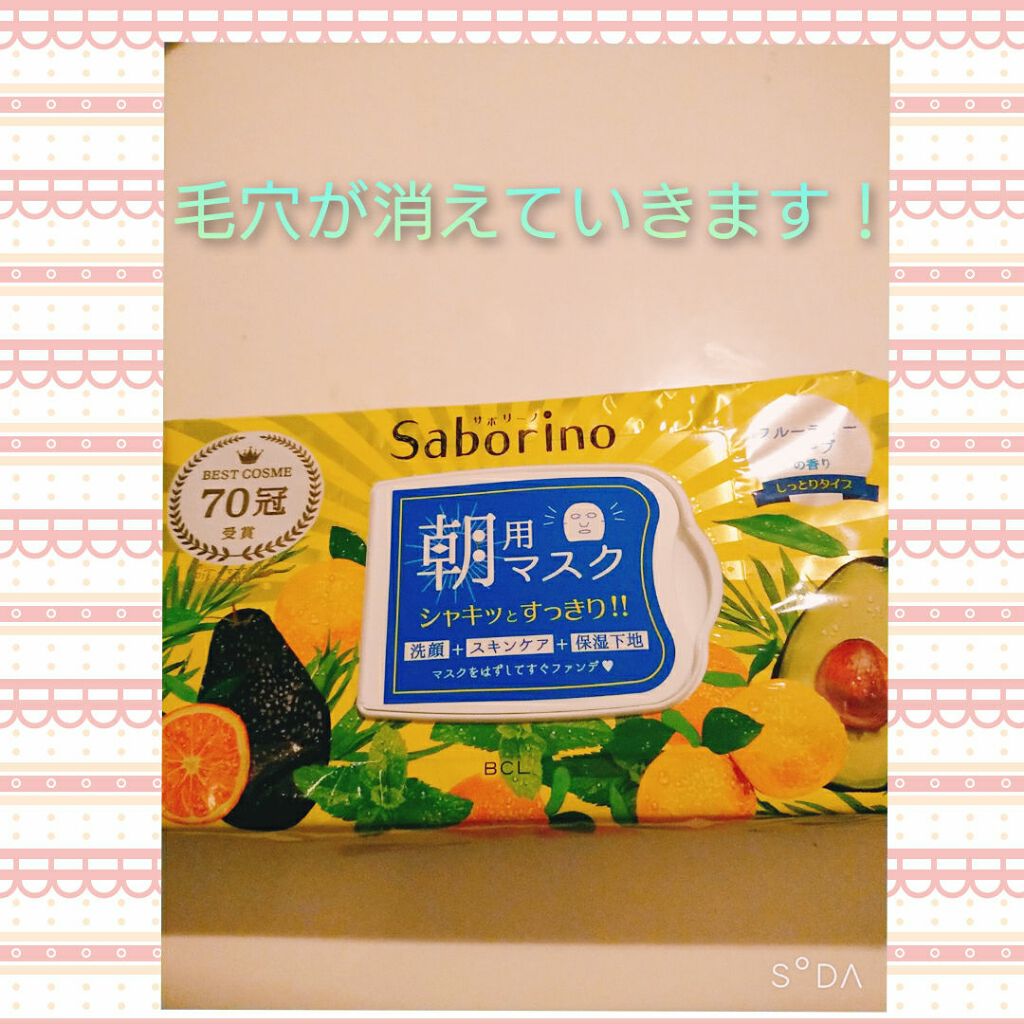 毛穴が消えていきます！
サボリーノ
Saborino
BEST COSME
70冠
受賞
の香り
しっとりタイプ
朝用マスク
シャキッとすっきり!!
洗顔+スキンケア+保湿下地
マスクをはずしてすぐファンデ♥
BCL
S°DA